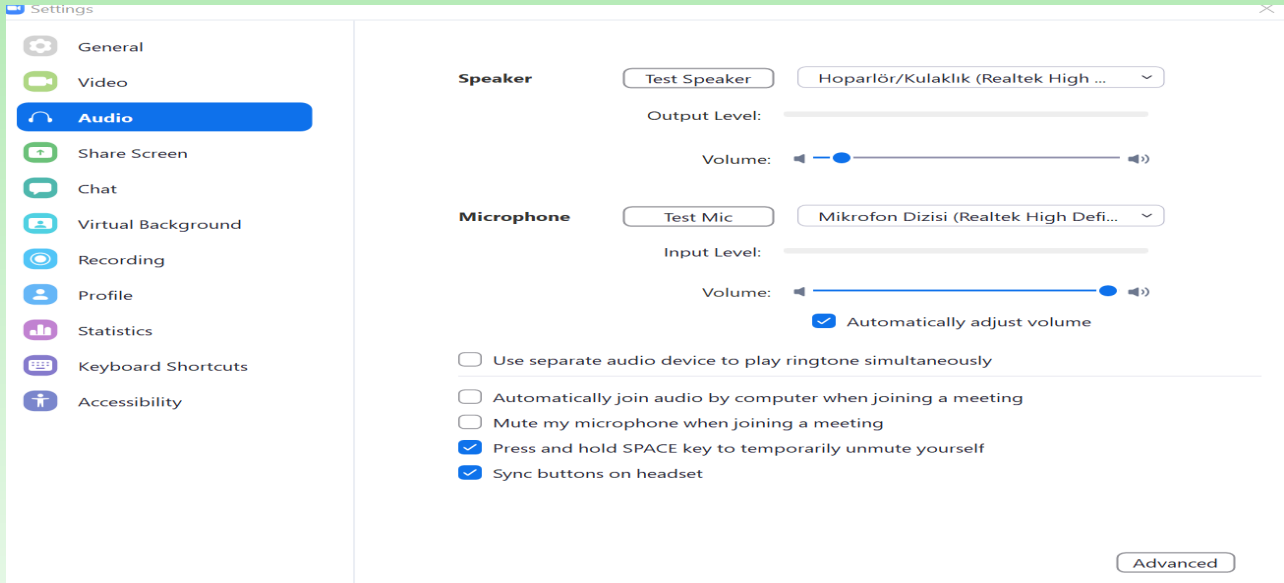 Settings
General
Video
Audio
Share Screen
Chat
Virtual Background
Recording
Profile
Statistics
Keyboard Shortcuts
Accessibility
Speaker Test Speaker Hoparlör/Kulaklık (Realtek High ...
Output Level:
Volume:
Microphone Test Mic Mikrofon Dizisi (Realtek High Defi...
Input Level:
Volume:
Automatically adjust volume
Use separate audio device to play ringtone simultaneously
Automatically join audio by computer when joining a meeting
Mute my microphone when joining a meeting
Press and hold SPACE key to temporarily unmute yourself
Sync buttons on headset
Advanced